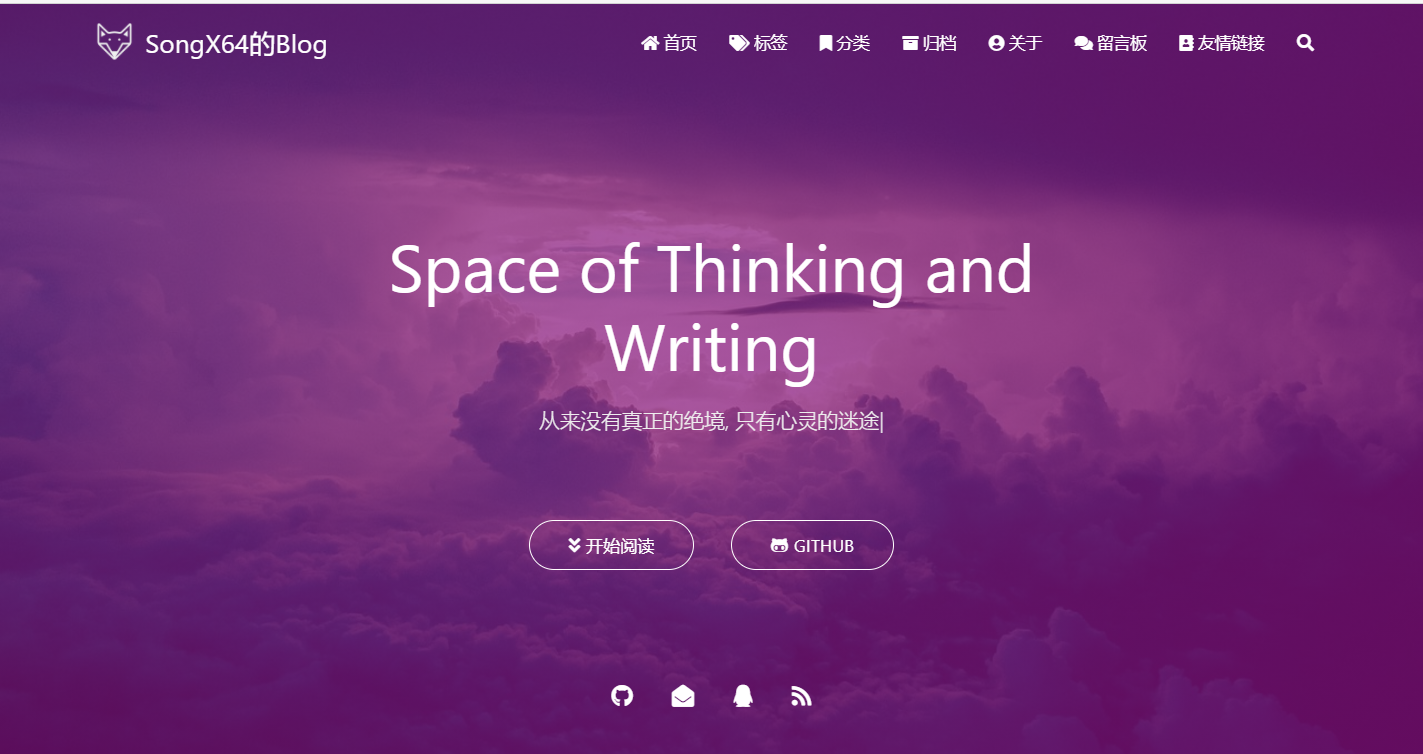 SongX64的Blog
首页 标签 分类 归档 关于 留言板 友情链接
Space of Thinking and
Writing
从来没有真正的绝境, 只有心灵的迷途|
开始阅读 GITHUB